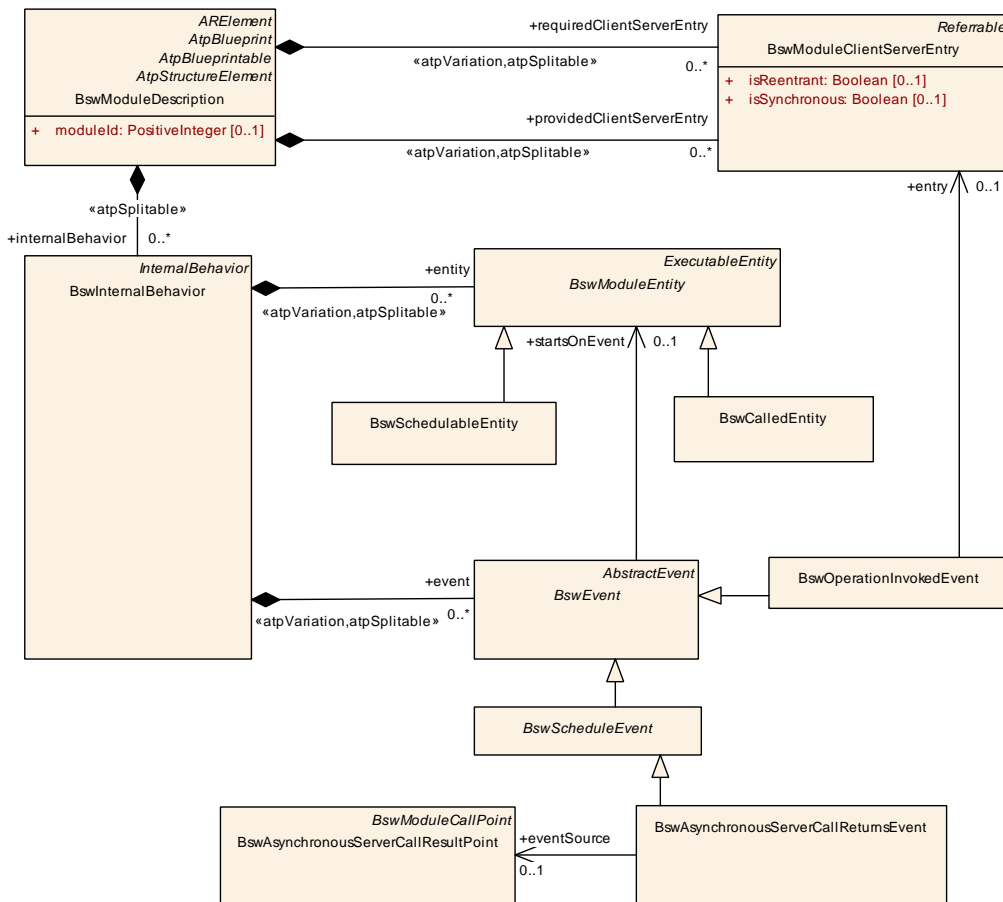 ARElement
AtpBlueprint
AtpBlueprintable
AtpStructureElement
BswModuleDescription
+ moduleId: PositiveInteger [0..1]
+requiredClientServerEntry
«atpVariation,atpSplitable»
0..*
Referrable
BswModuleClientServerEntry
+ isReentrant: Boolean [0..1]
+ isSynchronous: Boolean [0..1]
+providedClientServerEntry
«atpVariation,atpSplitable»
0..*
«atpSplitable»
+internalBehavior
0..*
+entry
0..1
InternalBehavior
BswInternalBehavior
+entity
0..*
«atpVariation,atpSplitable»
ExecutableEntity
BswModuleEntity
+startsOnEvent
0..1
BswSchedulableEntity
BswCalledEntity
+event
0..*
«atpVariation,atpSplitable»
AbstractEvent
BswEvent
BswOperationInvokedEvent
BswScheduleEvent
BswModuleCallPoint
BswAsynchronousServerCallResultPoint
+eventSource
0..1
BswAsynchronousServerCallReturnsEvent